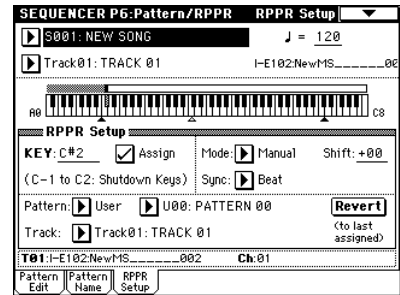 SEQUENCER P6:Pattern/RPPR RPPR Setup
S001: NEW SONG ♩ = 120
Track01: TRACK 01 I-E102:NewMS______00
A0 C8
RPPR Setup
KEY: C#2 Assign Mode: Manual Shift: +00
(C-1 to C2: Shutdown Keys) Sync: Beat
Pattern: User U00: PATTERN 00 Revert
Track: Track01: TRACK 01 (to last assigned)
T01:I-E102:NewMS______002 Ch:01
Pattern Edit Pattern Name RPPR Setup